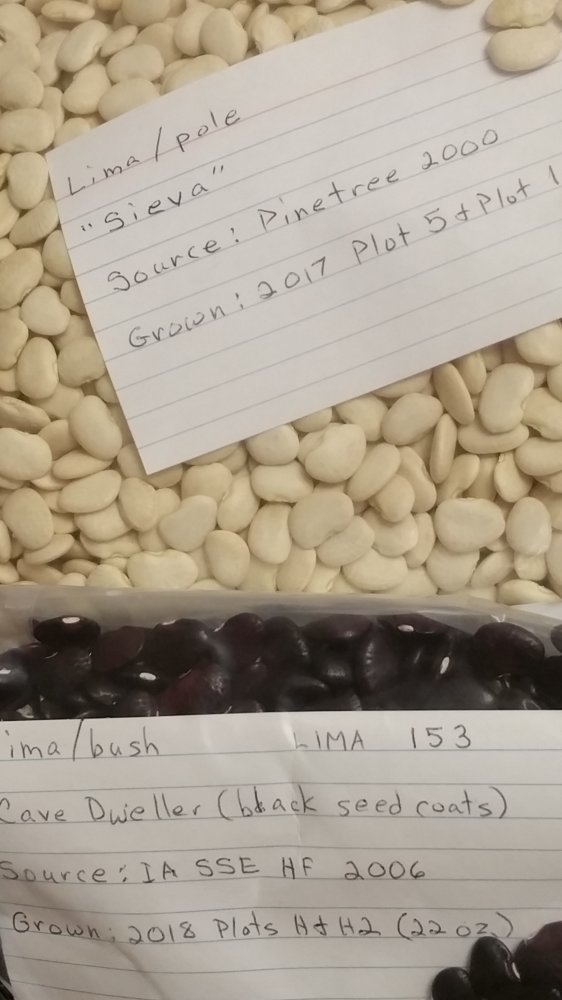 Lima/pole
"Sieva"
Source: Pinetree 2000
Grown: 2017 Plot 5 & Plot 1
ima/bush LIMA 153
Cave Dweller (black seed coats)
Source: IA SSE HF 2006
Grown: 2018 Plots H & H2 (22 oz.)